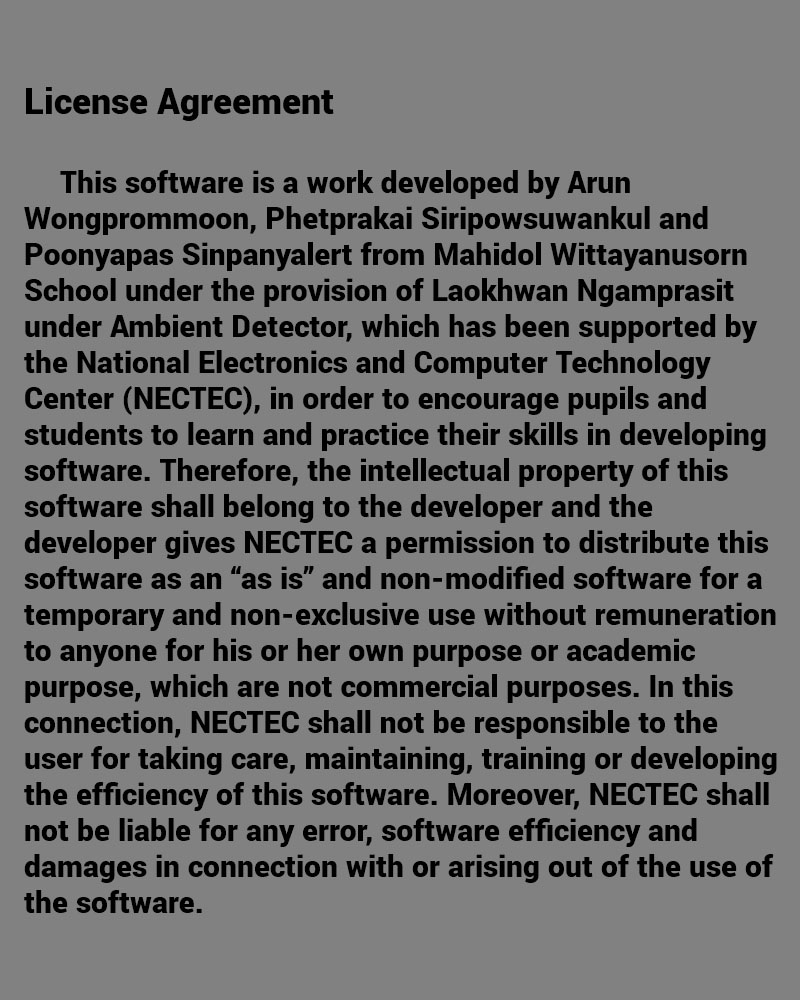 License Agreement
This software is a work developed by Arun
Wongprommoon, Phetprakai Siripowsuwankul and
Poonyapas Sinpanyalert from Mahidol Wittayanusorn
School under the provision of Laokhwan Ngamprasit
under Ambient Detector, which has been supported by
the National Electronics and Computer Technology
Center (NECTEC), in order to encourage pupils and
students to learn and practice their skills in developing
software. Therefore, the intellectual property of this
software shall belong to the developer and the
developer gives NECTEC a permission to distribute this
software as an “as is” and non-modified software for a
temporary and non-exclusive use without remuneration
to anyone for his or her own purpose or academic
purpose, which are not commercial purposes. In this
connection, NECTEC shall not be responsible to the
user for taking care, maintaining, training or developing
the efficiency of this software. Moreover, NECTEC shall
not be liable for any error, software efficiency and
damages in connection with or arising out of the use of
the software.